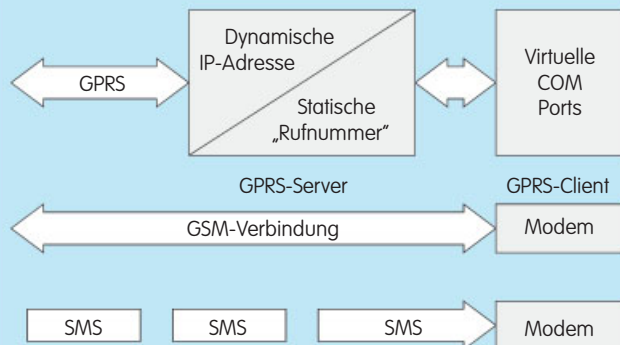 Dynamische
IP-Adresse
Statische
„Rufnummer”
GPRS
Virtuelle
COM
Ports
GPRS-Server
GPRS-Client
GSM-Verbindung
Modem
SMS
SMS
SMS
Modem